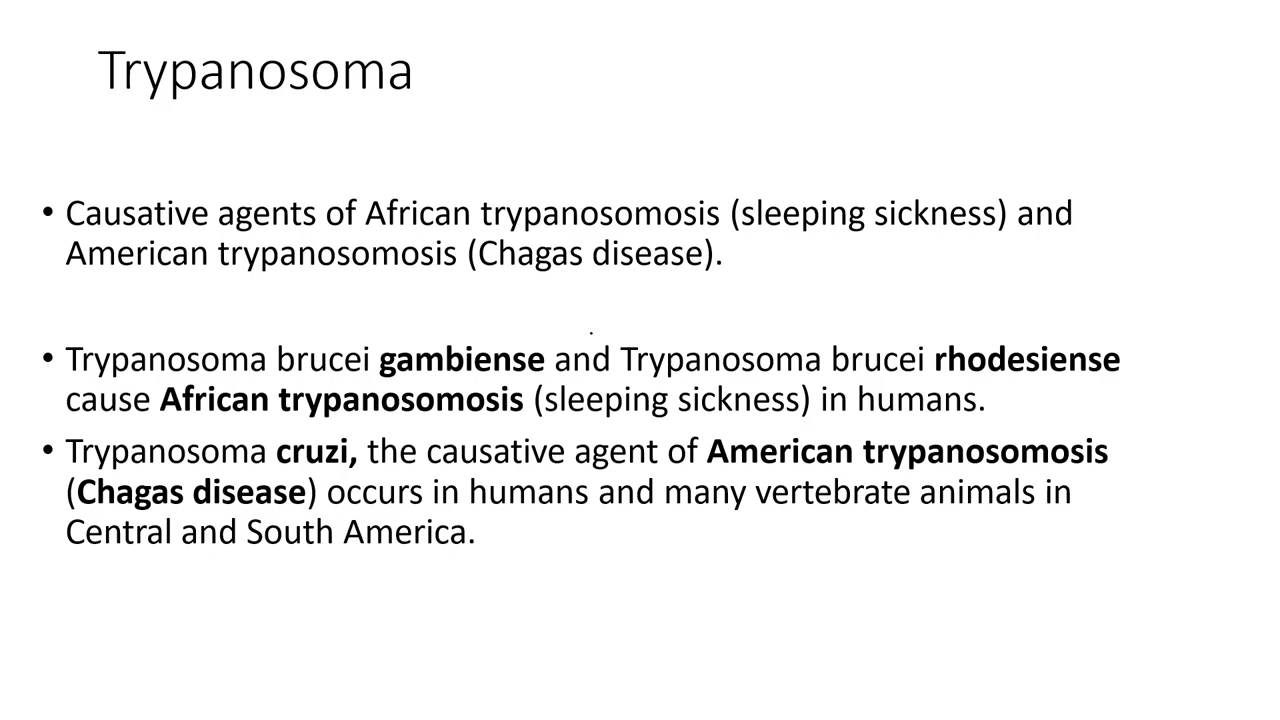 Trypanosoma
• Causative agents of African trypanosomosis (sleeping sickness) and
American trypanosomosis (Chagas disease).
• Trypanosoma brucei gambiense and Trypanosoma brucei rhodesiense
cause African trypanosomosis (sleeping sickness) in humans.
• Trypanosoma cruzi, the causative agent of American trypanosomosis
(Chagas disease) occurs in humans and many vertebrate animals in
Central and South America.